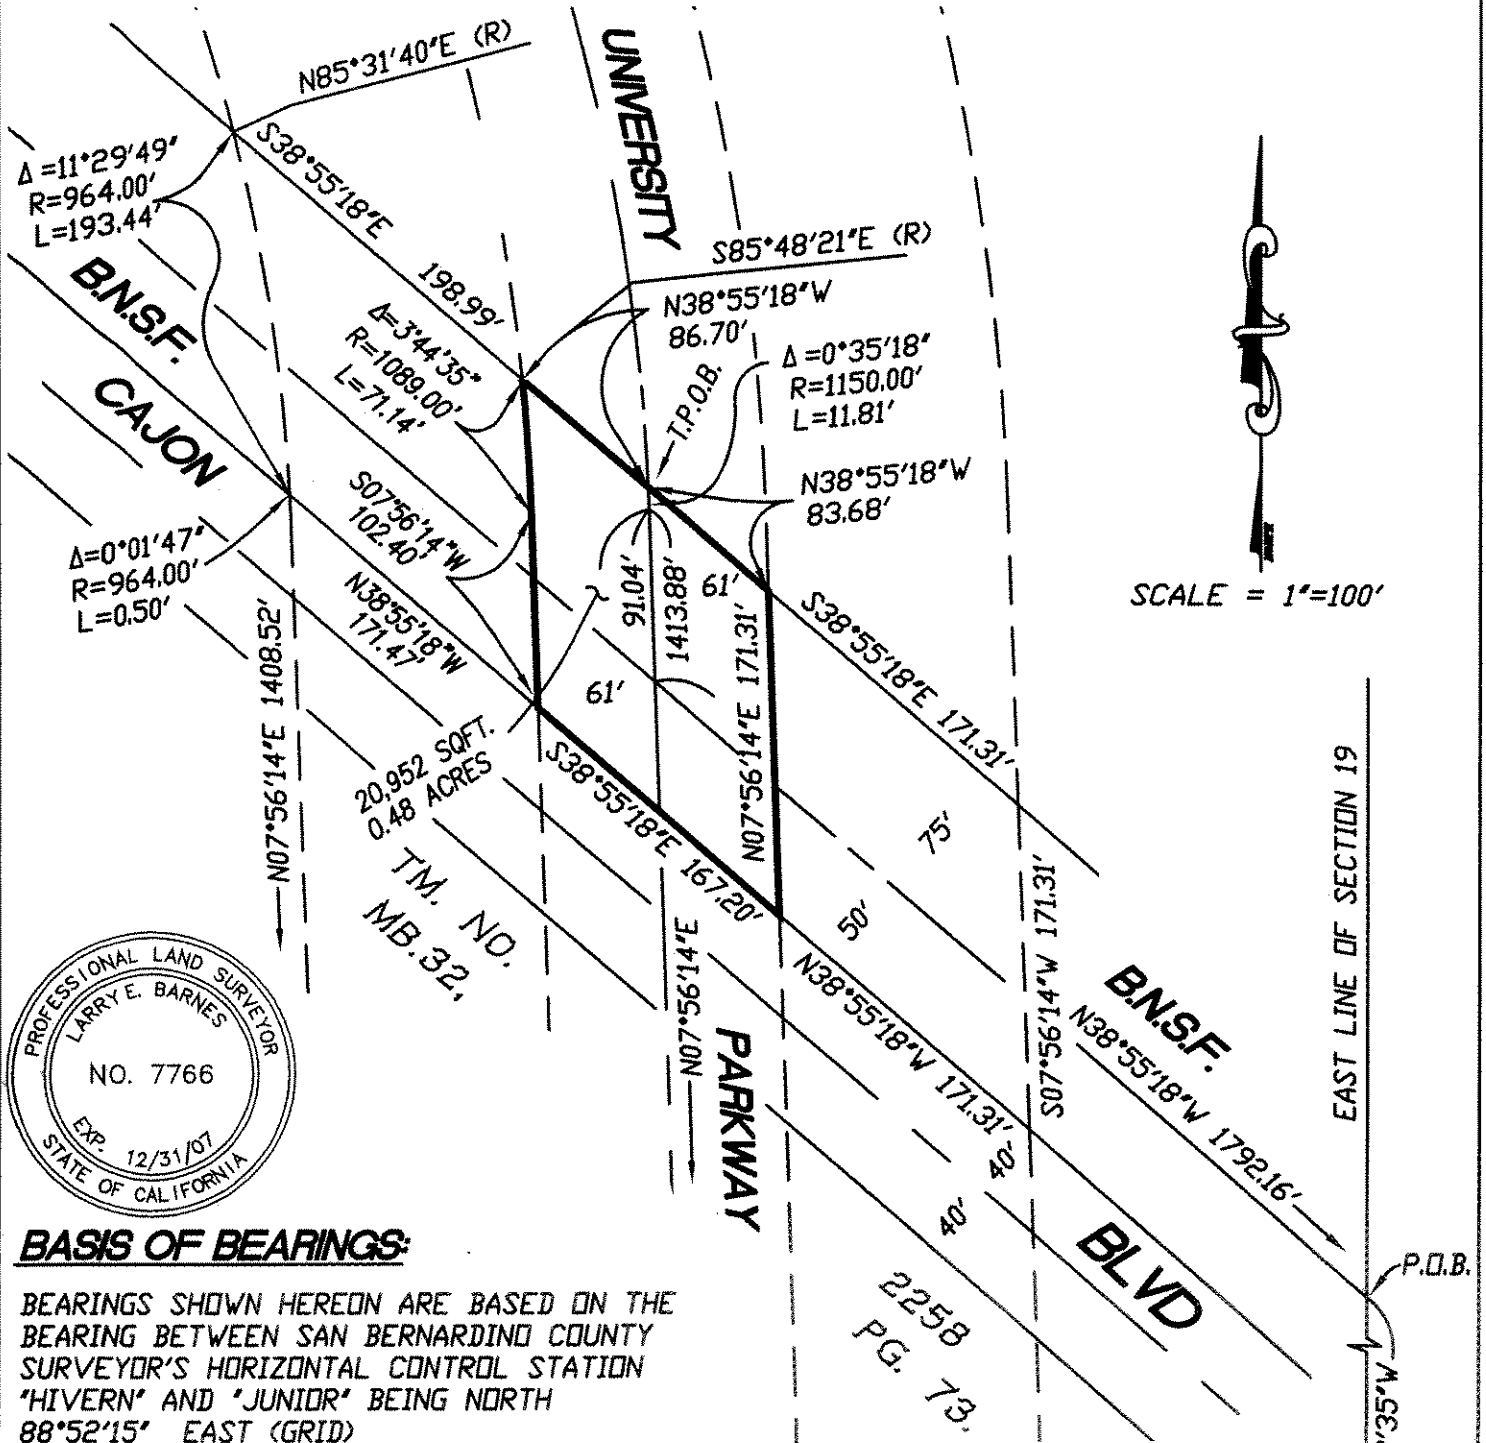 N85°31'40"E (R)
UNIVERSITY
Δ =11°29'49"
R=964.00'
L=193.44'
S38°55'18"E
198.99'
S85°48'21"E (R)
N38°55'18"W
86.70'
B.N.S.F.
Δ=3°44'35"
R=1089.00'
L=71.14'
T.P.O.B.
Δ =0°35'18"
R=1150.00'
L=11.81'
CAJON
N38°55'18"W
83.68'
S07°56'14"W
102.40'
Δ=0°01'47"
R=964.00'
L=0.50'
N38°55'18"W
171.47'
91.04'
1413.88'
61'
61'
SCALE = 1"=100'
S38°55'18"E 171.31'
N07°56'14"E 171.31'
N07°56'14"E 1408.52'
20,952 SQFT.
0.48 ACRES
S38°55'18"E 167.20'
75'
50'
EAST LINE OF SECTION 19
TM. NO.
MB.32,
N07°56'14"E
PARKWAY
N38°55'18"W 171.31'
S07°56'14"W 171.31'
B.N.S.F.
N38°55'18"W 1792.16'
40'
40'
BLVD
P.O.B.
2258
PG. 73.
'35"W
PROFESSIONAL LAND SURVEYOR
LARRY E. BARNES
NO. 7766
EXP. 12/31/07
STATE OF CALIFORNIA
BASIS OF BEARINGS:
BEARINGS SHOWN HEREON ARE BASED ON THE
BEARING BETWEEN SAN BERNARDINO COUNTY
SURVEYOR'S HORIZONTAL CONTROL STATION
"HIVERN" AND "JUNIOR" BEING NORTH
88°52'15" EAST (GRID)